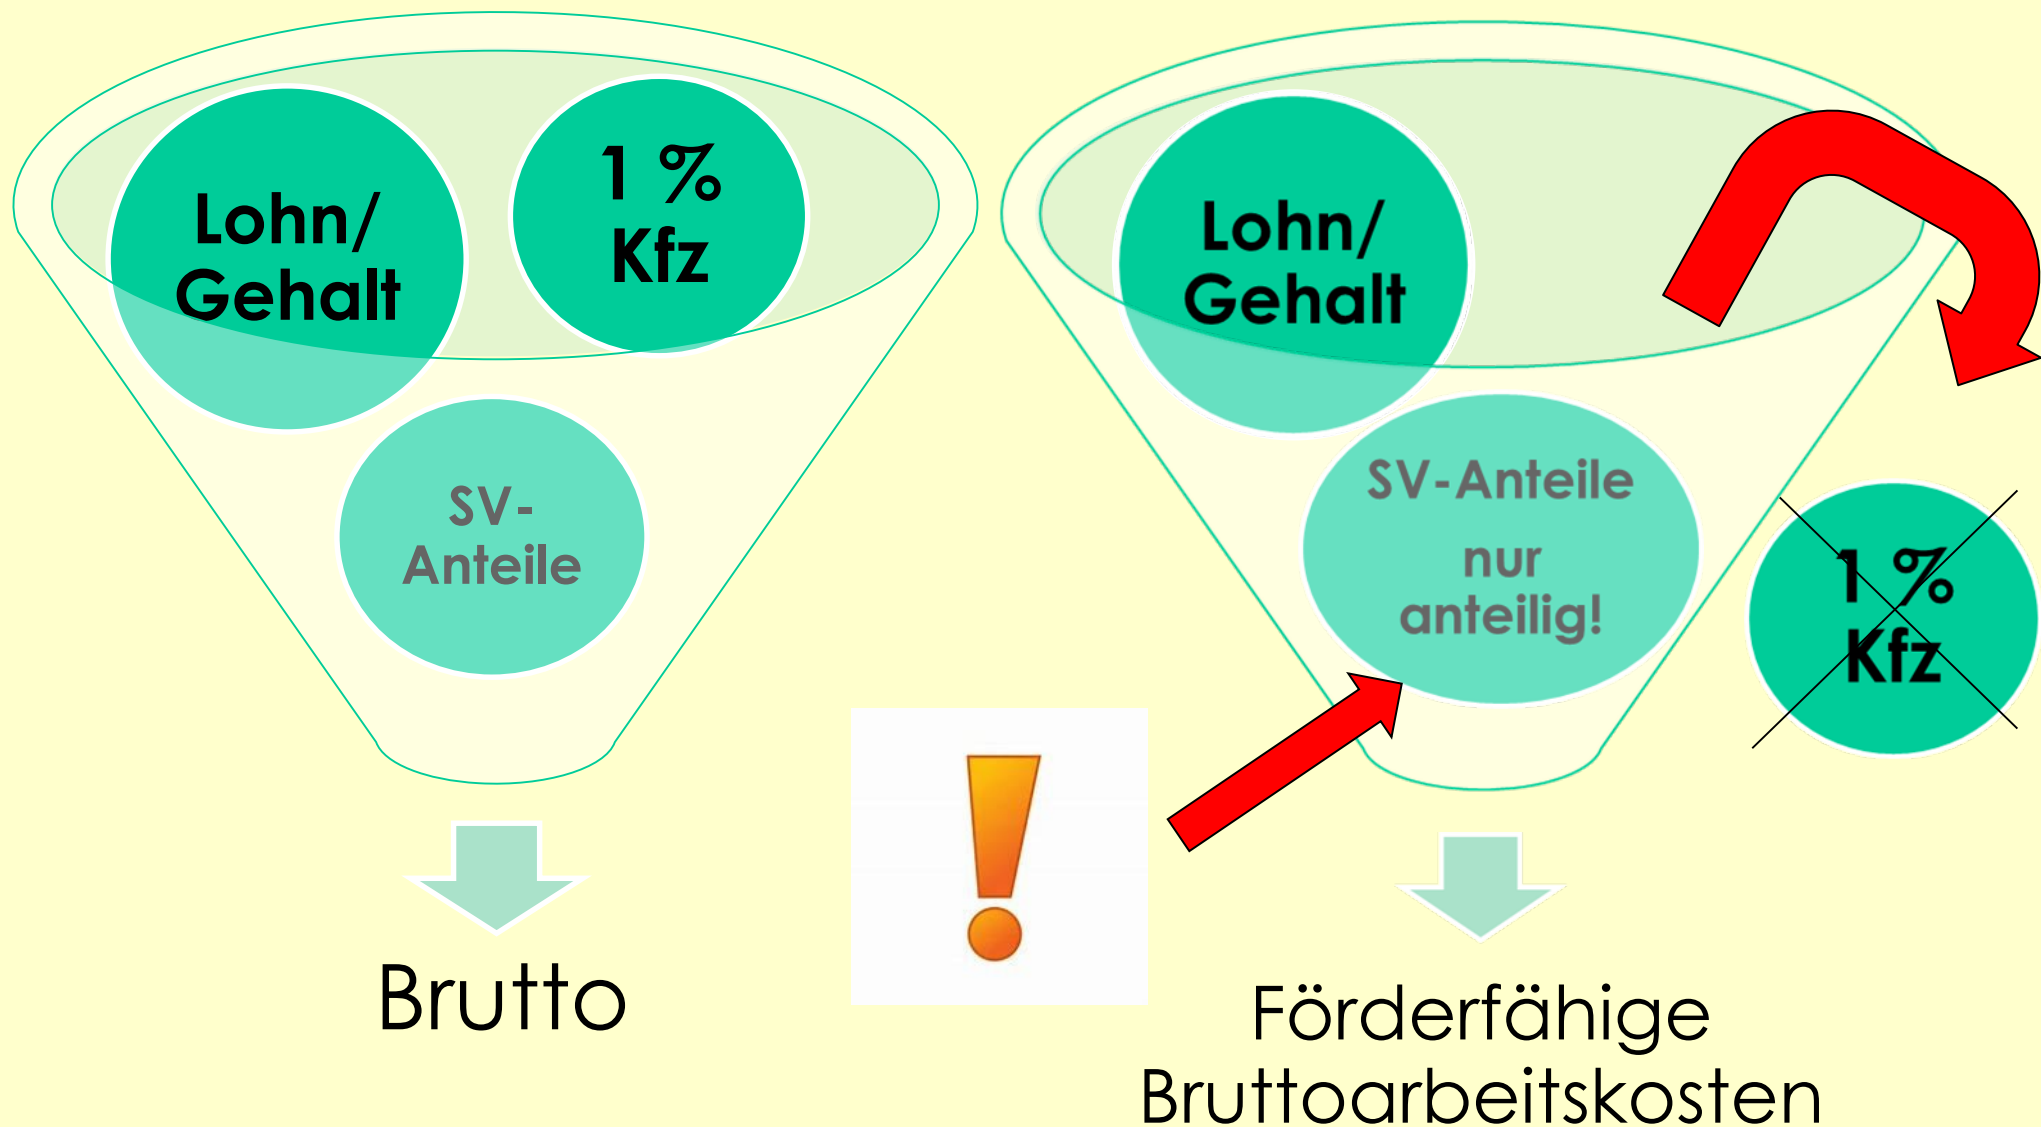 Lohn/
Gehalt
1 %
Kfz
SV-
Anteile
Brutto
Lohn/
Gehalt
SV-Anteile
nur
anteilig!
1 %
Kfz
!
Förderfähige
Bruttoarbeitskosten